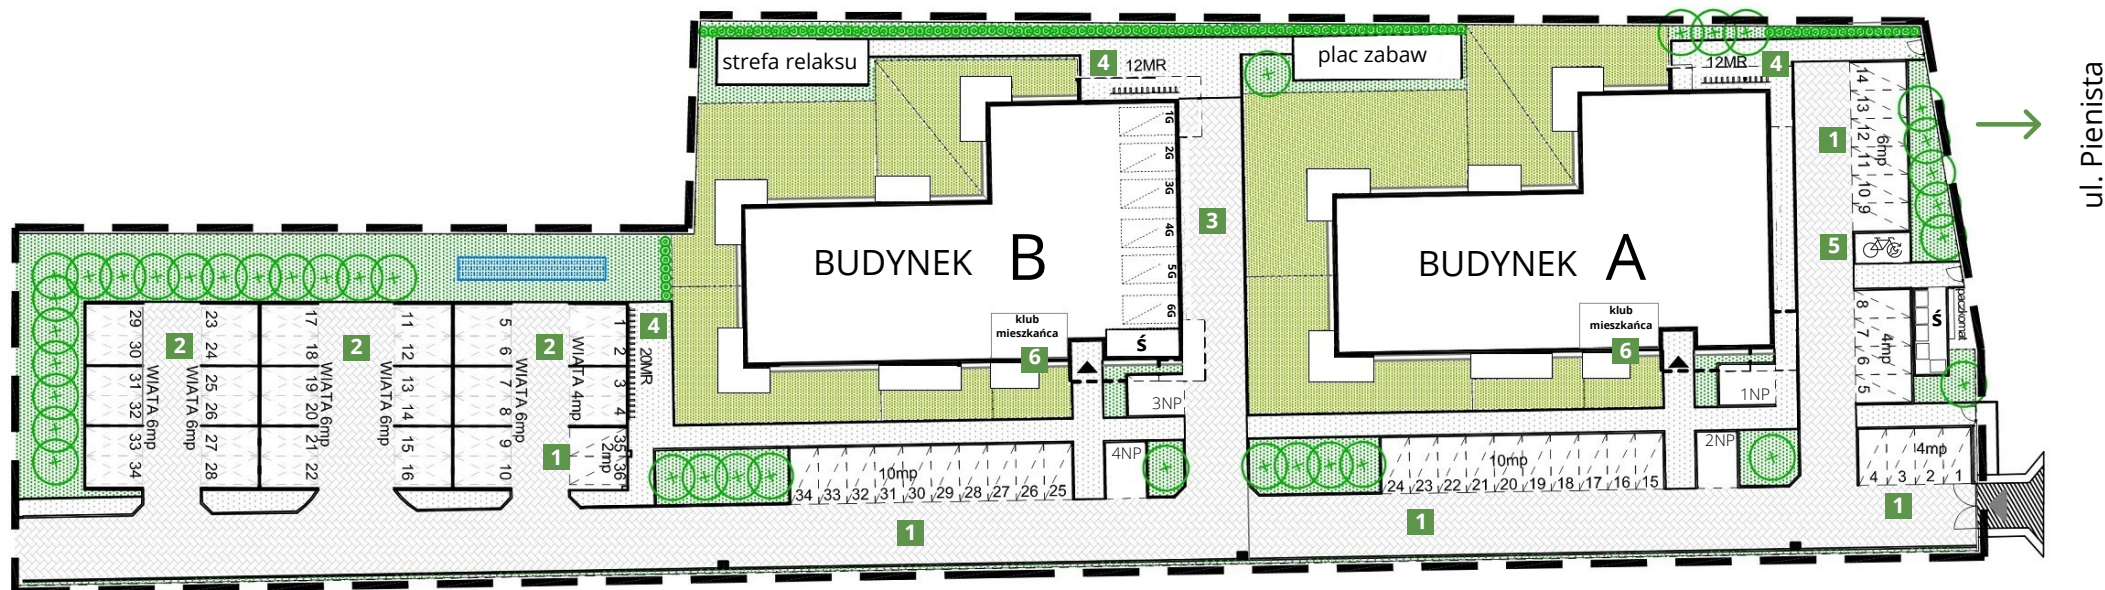 strefa relaksu
4
12MR
plac zabaw
12MR
4
ul. Pienista
1G
2G
3G
4G
5G
6G
3
BUDYNEK B
BUDYNEK A
klub
mieszkańca
6
ś
klub
mieszkańca
6
3NP
4NP
1NP
2NP
14
13
12
11
10
9
6mp
1
5
8
7
6
5
4mp
ś
paczkomat
4mp
4 3 2 1
1
29
30
31
32
33
34
WIATA 6mp
2
23
24
25
26
27
28
WIATA 6mp
17
18
19
20
21
22
WIATA 6mp
2
11
12
13
14
15
16
WIATA 6mp
5
6
7
8
9
10
WIATA 6mp
2
1
2
3
4
WIATA 4mp
35
36
2mp
1
4
20MR
10mp
34 33 32 31 30 29 28 27 26 25
1
10mp
24 23 22 21 20 19 18 17 16 15
1